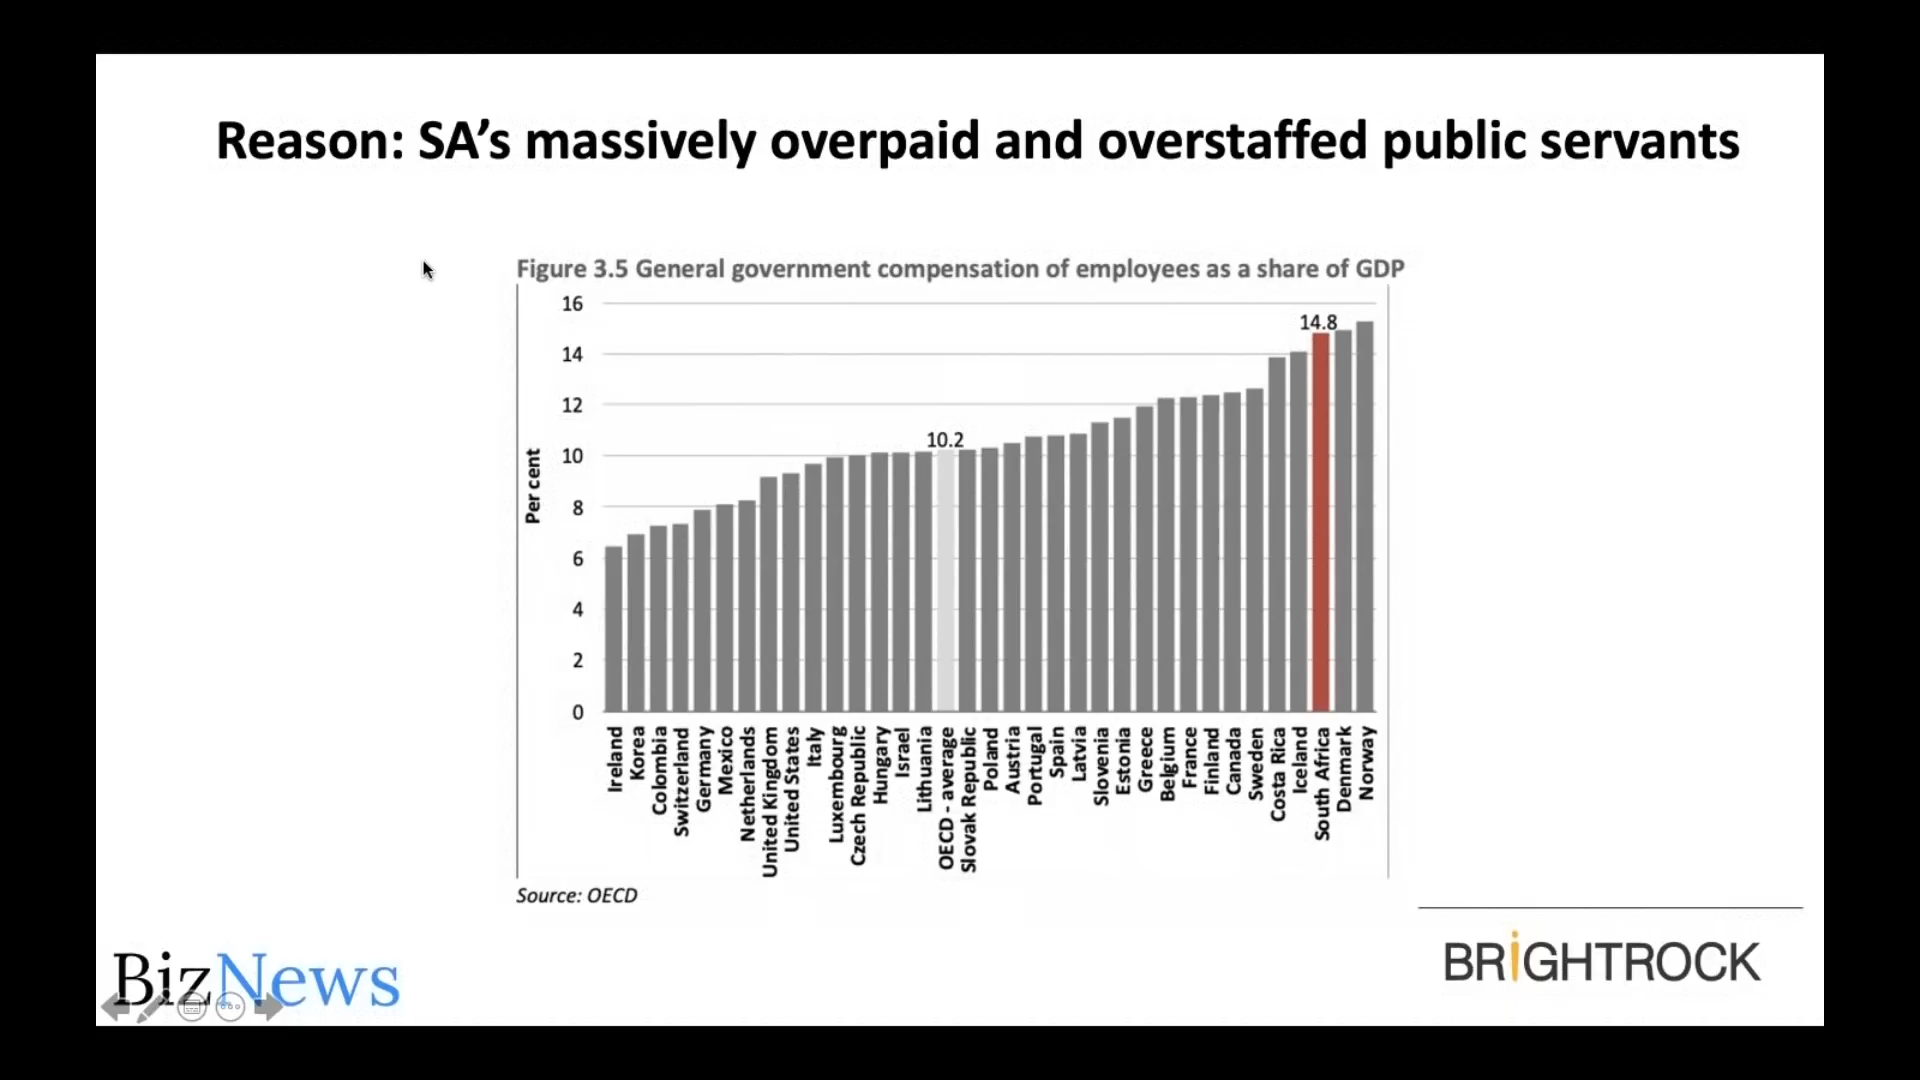 Reason: SA's massively overpaid and overstaffed public servants
Figure 3.5 General government compensation of employees as a share of GDP
Per cent
16
14
12
10
8
6
4
2
0
10.2
14.8
Ireland
Korea
Colombia
Switzerland
Germany
Mexico
Netherlands
United Kingdom
United States
Italy
Luxembourg
Czech Republic
Hungary
Israel
Lithuania
OECD - average
Slovak Republic
Poland
Austria
Portugal
Spain
Latvia
Slovenia
Estonia
Greece
Belgium
France
Finland
Canada
Sweden
Costa Rica
Iceland
South Africa
Denmark
Norway
Source: OECD
BizNews
BRiGHTROCK